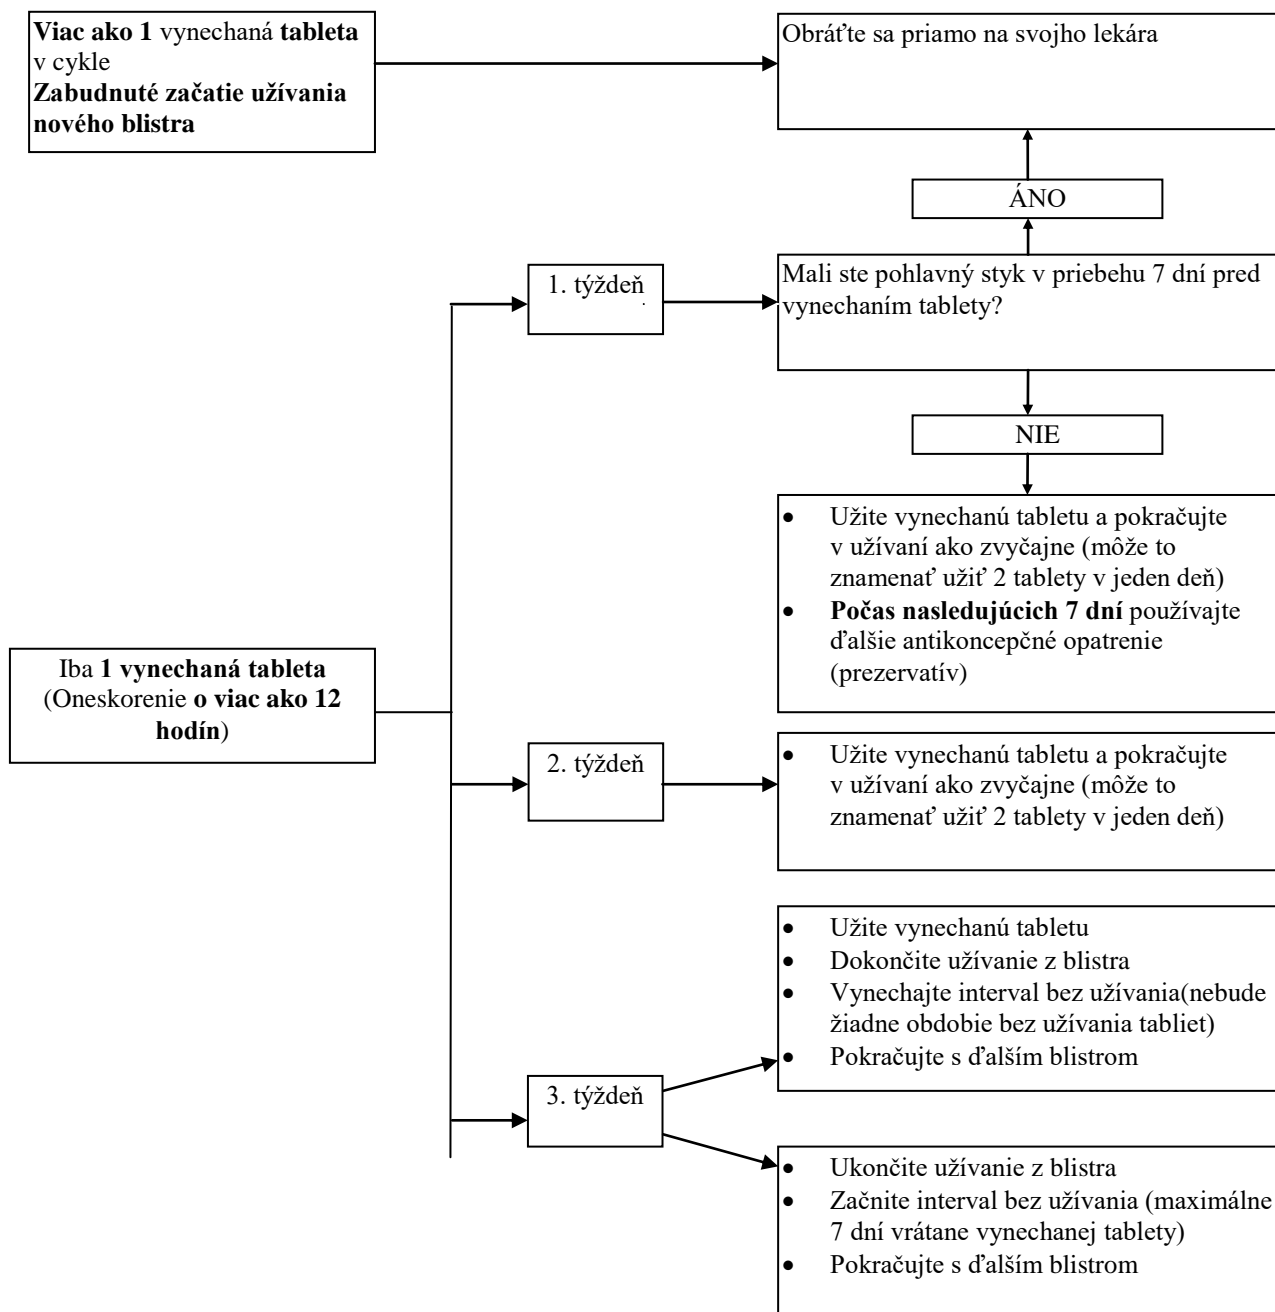 Viac ako 1 vynechaná tableta
v cykle
Zabudnuté začatie užívania
nového blistra
Obráťte sa priamo na svojho lekára
ÁNO
1. týždeň
Mali ste pohlavný styk v priebehu 7 dní pred
vynechaním tablety?
NIE
• Užite vynechanú tabletu a pokračujte
v užívaní ako zvyčajne (môže to
znamenať užiť 2 tablety v jeden deň)
• Počas nasledujúcich 7 dní používajte
ďalšie antikoncepčné opatrenie
(prezervatív)
Iba 1 vynechaná tableta
(Oneskorenie o viac ako 12
hodín)
2. týždeň
• Užite vynechanú tabletu a pokračujte
v užívaní ako zvyčajne (môže to
znamenať užiť 2 tablety v jeden deň)
• Užite vynechanú tabletu
• Dokončite užívanie z blistra
• Vynechajte interval bez užívania(nebude
žiadne obdobie bez užívania tabliet)
• Pokračujte s ďalším blistrom
3. týždeň
• Ukončite užívanie z blistra
• Začnite interval bez užívania (maximálne
7 dní vrátane vynechanej tablety)
• Pokračujte s ďalším blistrom